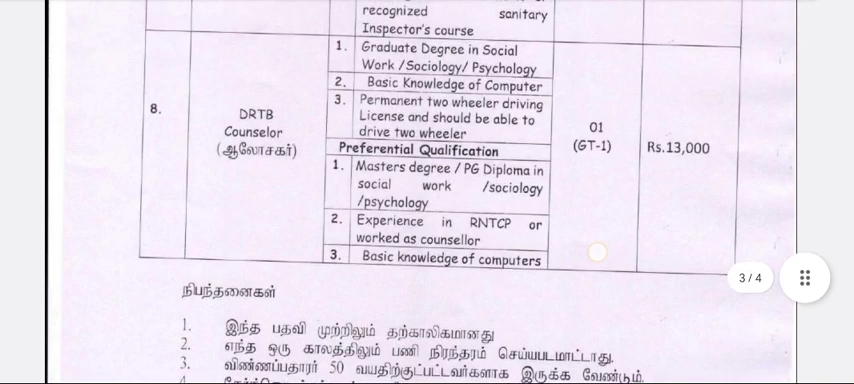 recognized sanitary
Inspector's course
8.
DRTB
Counselor
(ஆலோசகர்)
1. Graduate Degree in Social
Work /Sociology/ Psychology
2. Basic Knowledge of Computer
3. Permanent two wheeler driving
License and should be able to
drive two wheeler
Preferential Qualification
1. Masters degree / PG Diploma in
social work /sociology
/psychology
2. Experience in RNTCP or
worked as counsellor
3. Basic knowledge of computers
01
(GT-1)
Rs.13,000
3 / 4
நிபந்தனைகள்
1. இந்த பதவி முற்றிலும் தற்காலிகமானது
2. எந்த ஒரு காலத்திலும் பணி நிரந்தரம் செய்யபடமாட்டாது.
3. விண்ணப்பதாரர் 50 வயதிற்குட்பட்டவர்களாக இருக்க வேண்டும்.